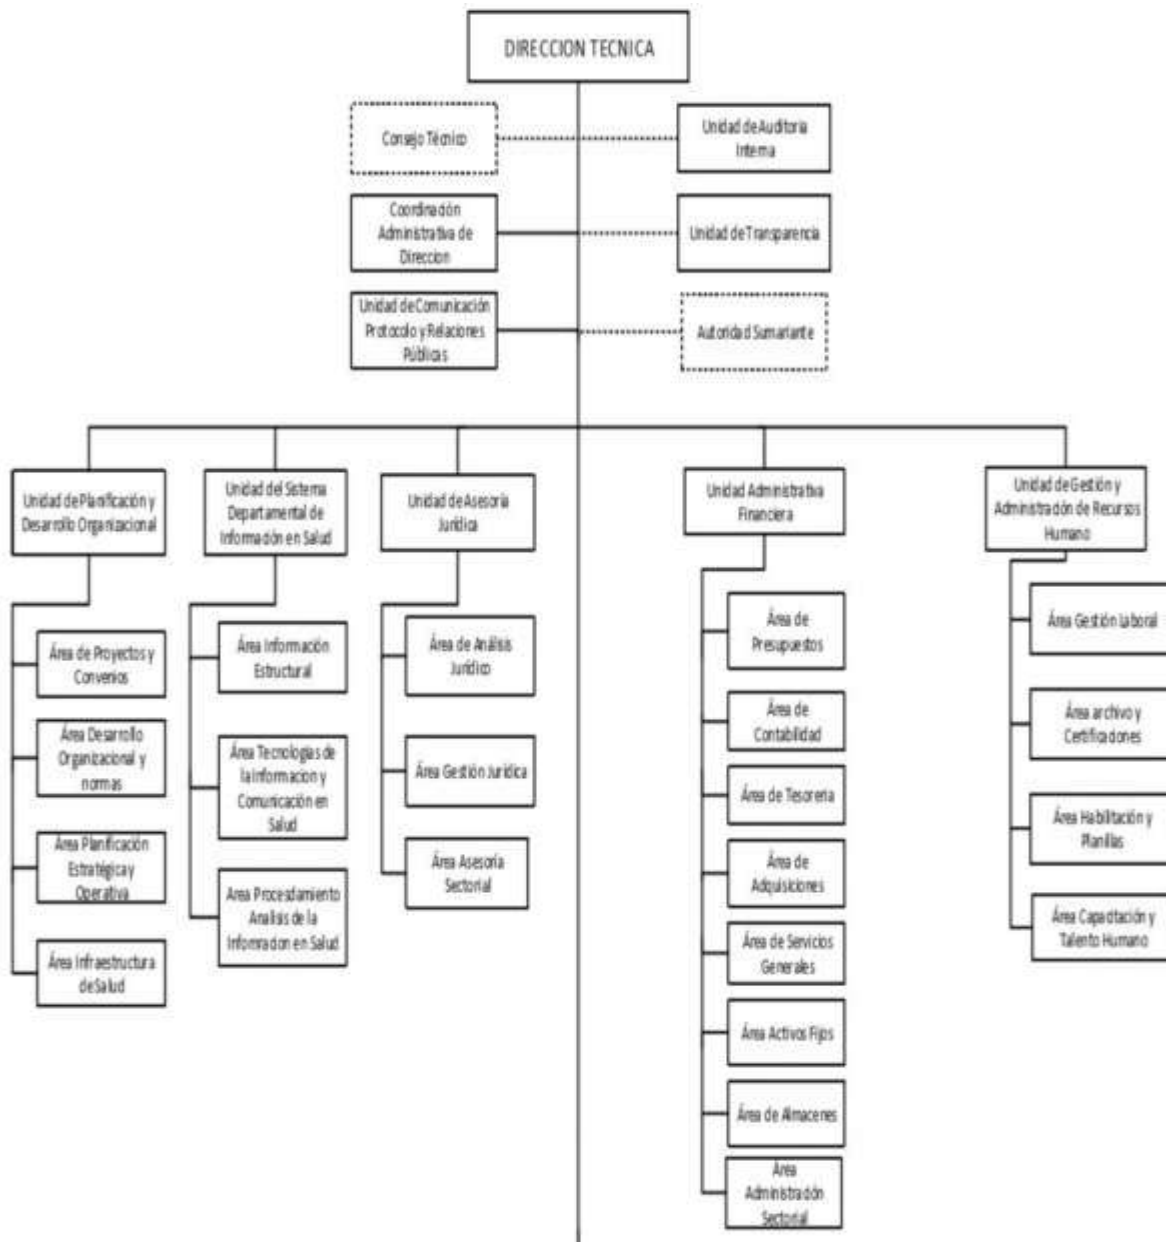 DIRECCION TECNICA
Consejo Técnico
Unidad de Auditoria
Interna
Coordinación
Administrativa de
Direccion
Unidad de Transparencia
Unidad de Comunicación
Protocolo y Relaciones
Públicas
Autoridad Sumariante
Unidad de Planificación y
Desarrollo Organizacional
Unidad del Sistema
Departamental de
Información en Salud
Unidad de Asesoría
Jurídica
Unidad Administrativa
Financiera
Unidad de Gestión y
Administración de Recursos
Humano
Área de Proyectos y
Convenios
Área Desarrollo
Organizacional y
normas
Área Planificación
Estratégica y
Operativa
Área Infraestructura
de Salud
Área Información
Estructural
Área Tecnologías de
la Informacion y
Comunicación en
Salud
Area Procesdamiento
Analisis de la
Infomracion en Salud
Área de Análisis
Jurídico
Área Gestión Jurídica
Área Asesoría
Sectorial
Área de
Presupuestos
Área de
Contabilidad
Área de Tesoreria
Área de
Adquisiciones
Área de Servicios
Generales
Área Activos Fijos
Área de Almacenes
Área
Administración
Sectorial
Área Gestión Laboral
Área archivo y
Certificaciones
Área Habilitación y
Planillas
Área Capacitación y
Talento Humano